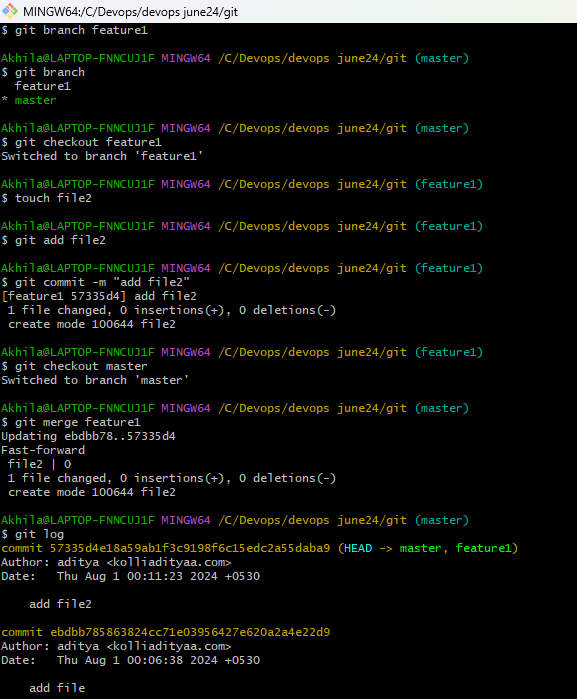 MINGW64:/C/Devops/devops june24/git
$ git branch feature1
Akhila@LAPTOP-FNNCUJ1F MINGW64 /C/Devops/devops june24/git (master)
$ git branch
  feature1
* master
Akhila@LAPTOP-FNNCUJ1F MINGW64 /C/Devops/devops june24/git (master)
$ git checkout feature1
Switched to branch 'feature1'
Akhila@LAPTOP-FNNCUJ1F MINGW64 /C/Devops/devops june24/git (feature1)
$ touch file2
Akhila@LAPTOP-FNNCUJ1F MINGW64 /C/Devops/devops june24/git (feature1)
$ git add file2
Akhila@LAPTOP-FNNCUJ1F MINGW64 /C/Devops/devops june24/git (feature1)
$ git commit -m "add file2"
[feature1 57335d4] add file2
 1 file changed, 0 insertions(+), 0 deletions(-)
 create mode 100644 file2
Akhila@LAPTOP-FNNCUJ1F MINGW64 /C/Devops/devops june24/git (feature1)
$ git checkout master
Switched to branch 'master'
Akhila@LAPTOP-FNNCUJ1F MINGW64 /C/Devops/devops june24/git (master)
$ git merge feature1
Updating ebdbb78..57335d4
Fast-forward
 file2 | 0
 1 file changed, 0 insertions(+), 0 deletions(-)
 create mode 100644 file2
Akhila@LAPTOP-FNNCUJ1F MINGW64 /C/Devops/devops june24/git (master)
$ git log
commit 57335d4e18a59ab1f3c9198f6c15edc2a55daba9 (HEAD -> master, feature1)
Author: aditya <kolliadityaa.com>
Date:   Thu Aug 1 00:11:23 2024 +0530
    add file2
commit ebdbb785863824cc71e03956427e620a2a4e22d9
Author: aditya <kolliadityaa.com>
Date:   Thu Aug 1 00:06:38 2024 +0530
    add file